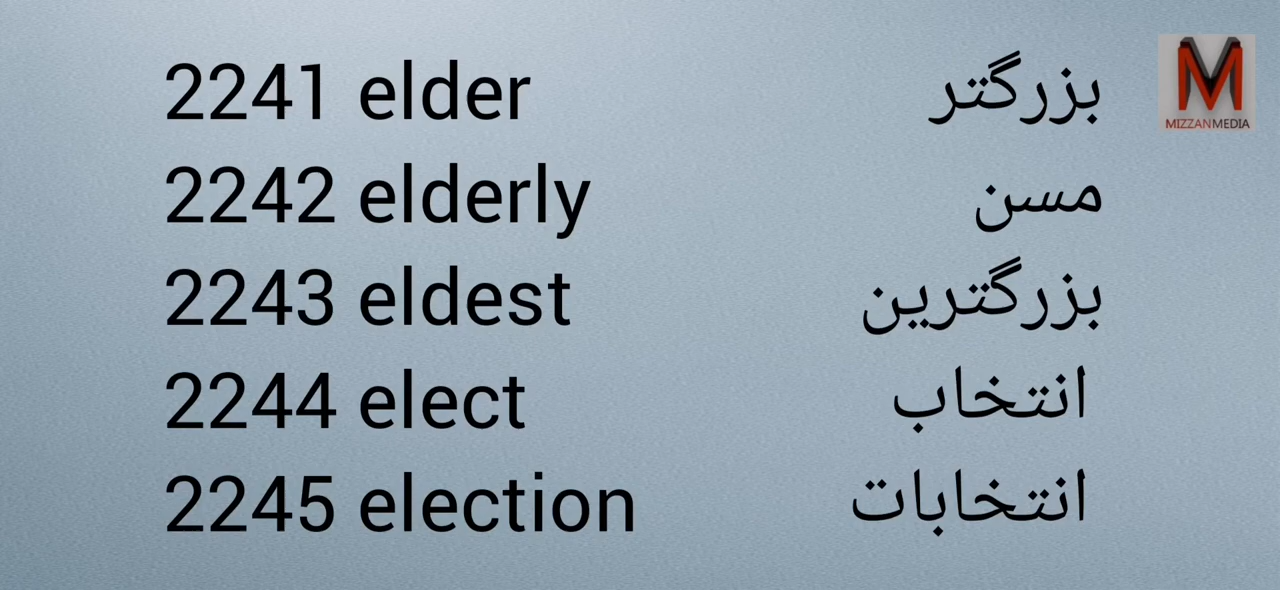 2241 elder بزرگتر
2242 elderly مسن
2243 eldest بزرگترین
2244 elect انتخاب
2245 election انتخابات
MIZZANMEDIA